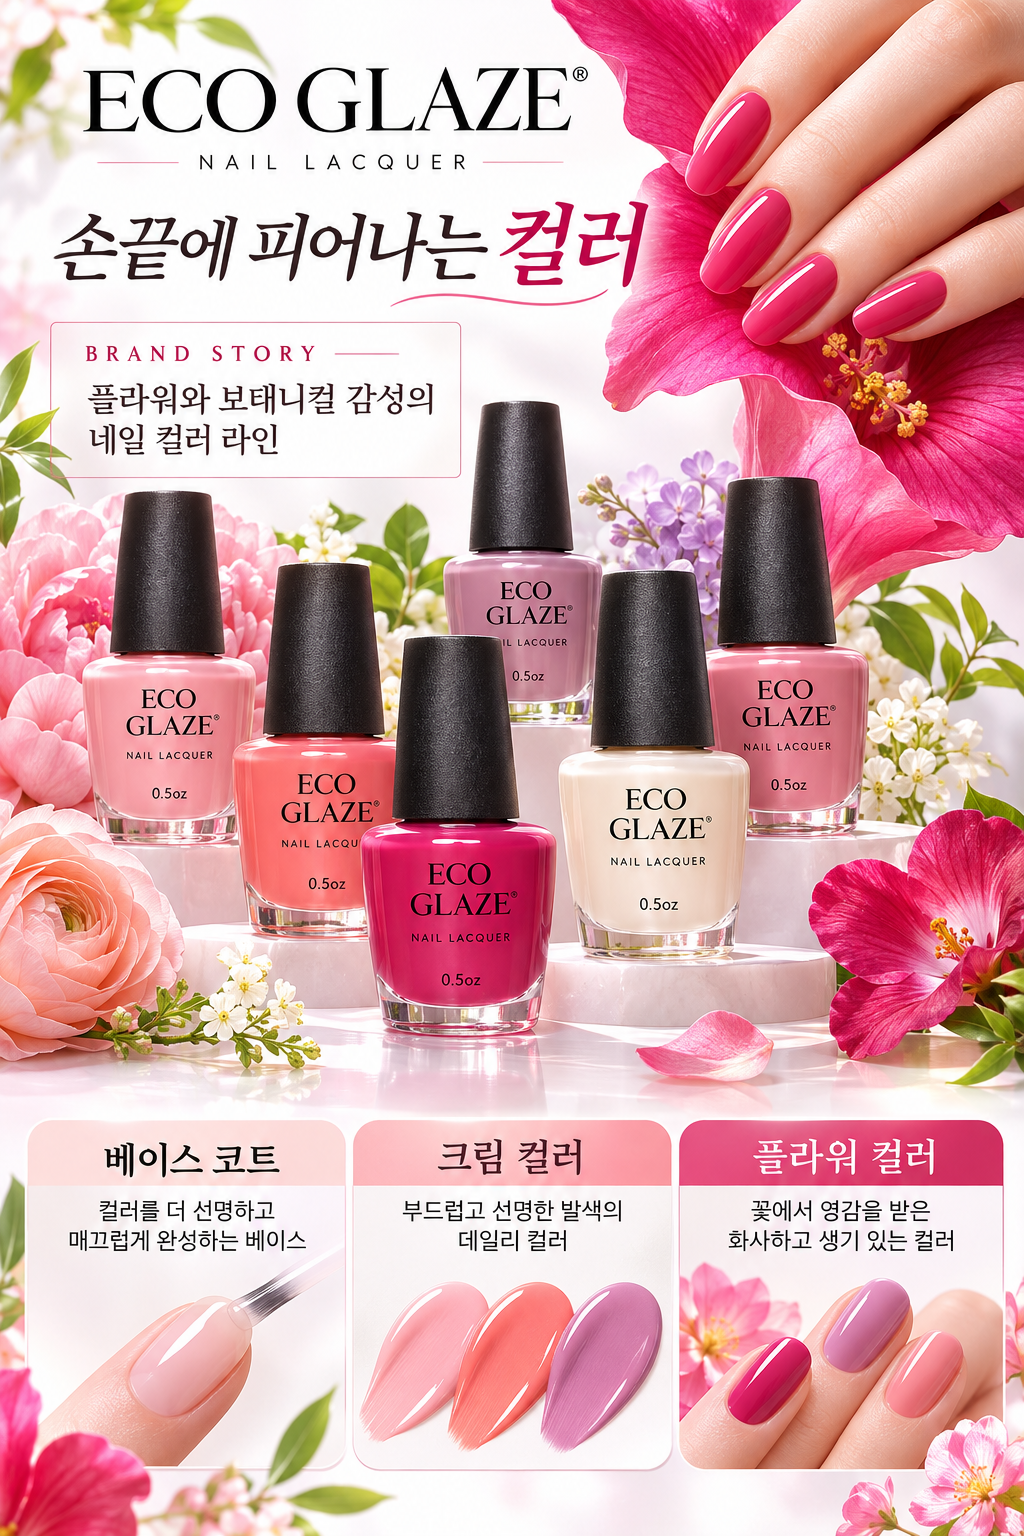 ECO GLAZE®
NAIL LACQUER
손끝에 피어나는 컬러
BRAND STORY
플라워와 보태니컬 감성의
네일 컬러 라인
ECO
GLAZE®
NAIL LACQUER
0.5oz
ECO
GLAZE®
NAIL LACQU
0.5oz
ECO
GLAZE®
NAIL LACQUER
0.5oz
ECO
GLAZE®
IL LACQUER
0.5oz
ECO
GLAZE®
NAIL LACQUER
0.5oz
ECO
GLAZE®
NAIL LACQUER
0.5oz
베이스 코트
컬러를 더 선명하고
매끄럽게 완성하는 베이스
크림 컬러
부드럽고 선명한 발색의
데일리 컬러
플라워 컬러
꽃에서 영감을 받은
화사하고 생기 있는 컬러